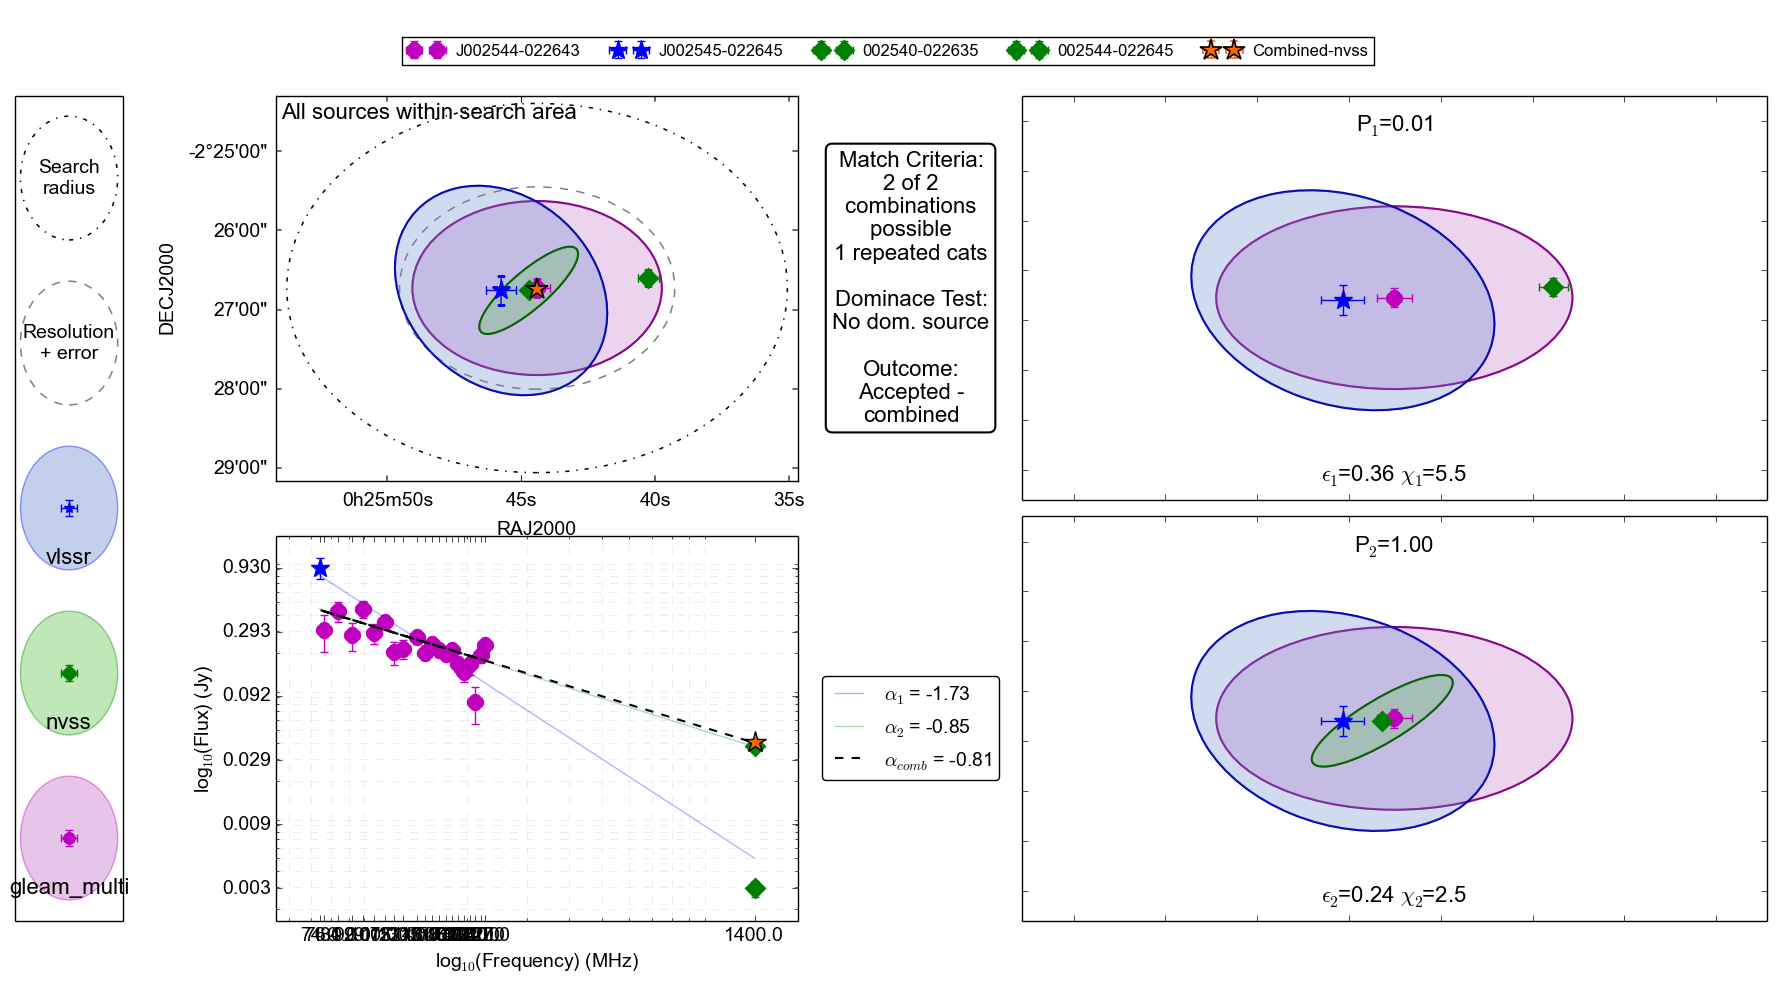 J002544-022643 J002545-022645 002540-022635 002544-022645 Combined-nvss
Search
radius
Resolution
+ error
vlssr
nvss
gleam_multi
All sources within search area
DECJ2000
-2°25'00"
26'00"
27'00"
28'00"
29'00"
0h25m50s 45s 40s 35s
RAJ2000
Match Criteria:
2 of 2
combinations
possible
1 repeated cats
Dominace Test:
No dom. source
Outcome:
Accepted -
combined
P1=0.01
ϵ1=0.36 χ1=5.5
log10(Flux) (Jy)
0.930
0.293
0.092
0.029
0.009
0.003
1400.0
log10(Frequency) (MHz)
α1 = -1.73
α2 = -0.85
αcomb = -0.81
P2=1.00
ϵ2=0.24 χ2=2.5